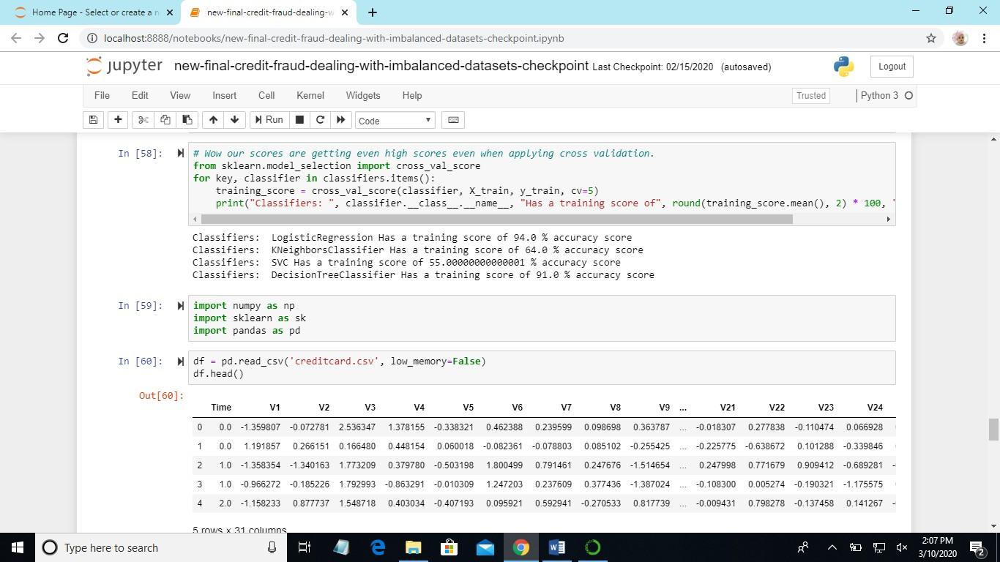 Home Page - Select or create a n
new-final-credit-fraud-dealing-w
localhost:8888/notebooks/new-final-credit-fraud-dealing-with-imbalanced-datasets-checkpoint.ipynb
jupyter new-final-credit-fraud-dealing-with-imbalanced-datasets-checkpoint Last Checkpoint: 02/15/2020 (autosaved)
Logout
File Edit View Insert Cell Kernel Widgets Help
Trusted
Python 3
Run
Code
In [58]:
# Wow our scores are getting even high scores even when applying cross validation.
from sklearn.model_selection import cross_val_score
for key, classifier in classifiers.items():
    training_score = cross_val_score(classifier, X_train, y_train, cv=5)
    print("Classifiers: ", classifier.__class__.__name__, "Has a training score of", round(training_score.mean(), 2) * 100, "
Classifiers:  LogisticRegression Has a training score of 94.0 % accuracy score
Classifiers:  KNeighborsClassifier Has a training score of 64.0 % accuracy score
Classifiers:  SVC Has a training score of 55.00000000000001 % accuracy score
Classifiers:  DecisionTreeClassifier Has a training score of 91.0 % accuracy score
In [59]:
import numpy as np
import sklearn as sk
import pandas as pd
In [60]:
df = pd.read_csv('creditcard.csv', low_memory=False)
df.head()
Out[60]:
Time V1 V2 V3 V4 V5 V6 V7 V8 V9 ... V21 V22 V23 V24
0 0.0 -1.359807 -0.072781 2.536347 1.378155 -0.338321 0.462388 0.239599 0.098698 0.363787 ... -0.018307 0.277838 -0.110474 0.066928
1 0.0 1.191857 0.266151 0.166480 0.448154 0.060018 -0.082361 -0.078803 0.085102 -0.255425 ... -0.225775 -0.638672 0.101288 -0.339846
2 1.0 -1.358354 -1.340163 1.773209 0.379780 -0.503198 1.800499 0.791461 0.247676 -1.514654 ... 0.247998 0.771679 0.909412 -0.689281 -
3 1.0 -0.966272 -0.185226 1.792993 -0.863291 -0.010309 1.247203 0.237609 0.377436 -1.387024 ... -0.108300 0.005274 -0.190321 -1.175575
4 2.0 -1.158233 0.877737 1.548718 0.403034 -0.407193 0.095921 0.592941 -0.270533 0.817739 ... -0.009431 0.798278 -0.137458 0.141267 -
5 rows × 31 columns
Type here to search
2:07 PM
3/10/2020
2